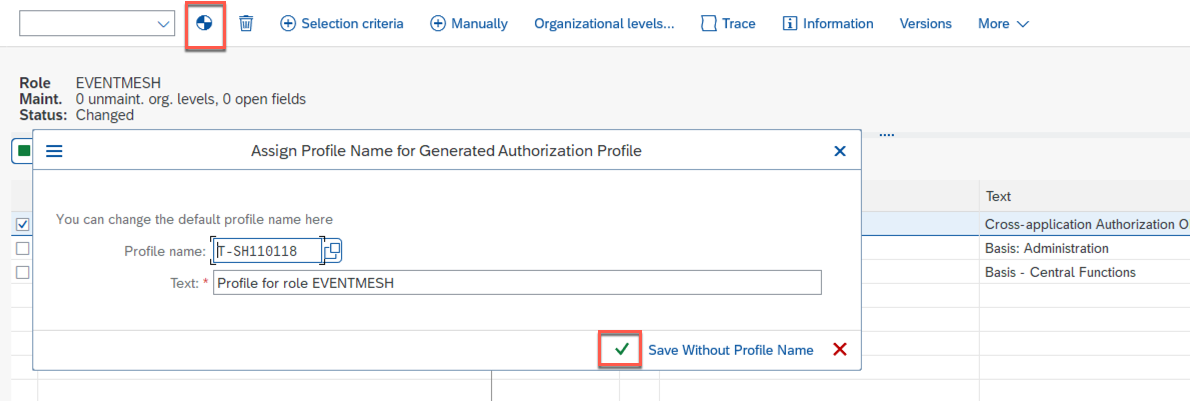 Selection criteria Manually Organizational levels... Trace Information Versions More
Role EVENTMESH
Maint. 0 unmaint. org. levels, 0 open fields
Status: Changed
Assign Profile Name for Generated Authorization Profile
Text
You can change the default profile name here
Cross-application Authorization O
Profile name: T-SH110118
Basis: Administration
Basis - Central Functions
Text: * Profile for role EVENTMESH
Save Without Profile Name